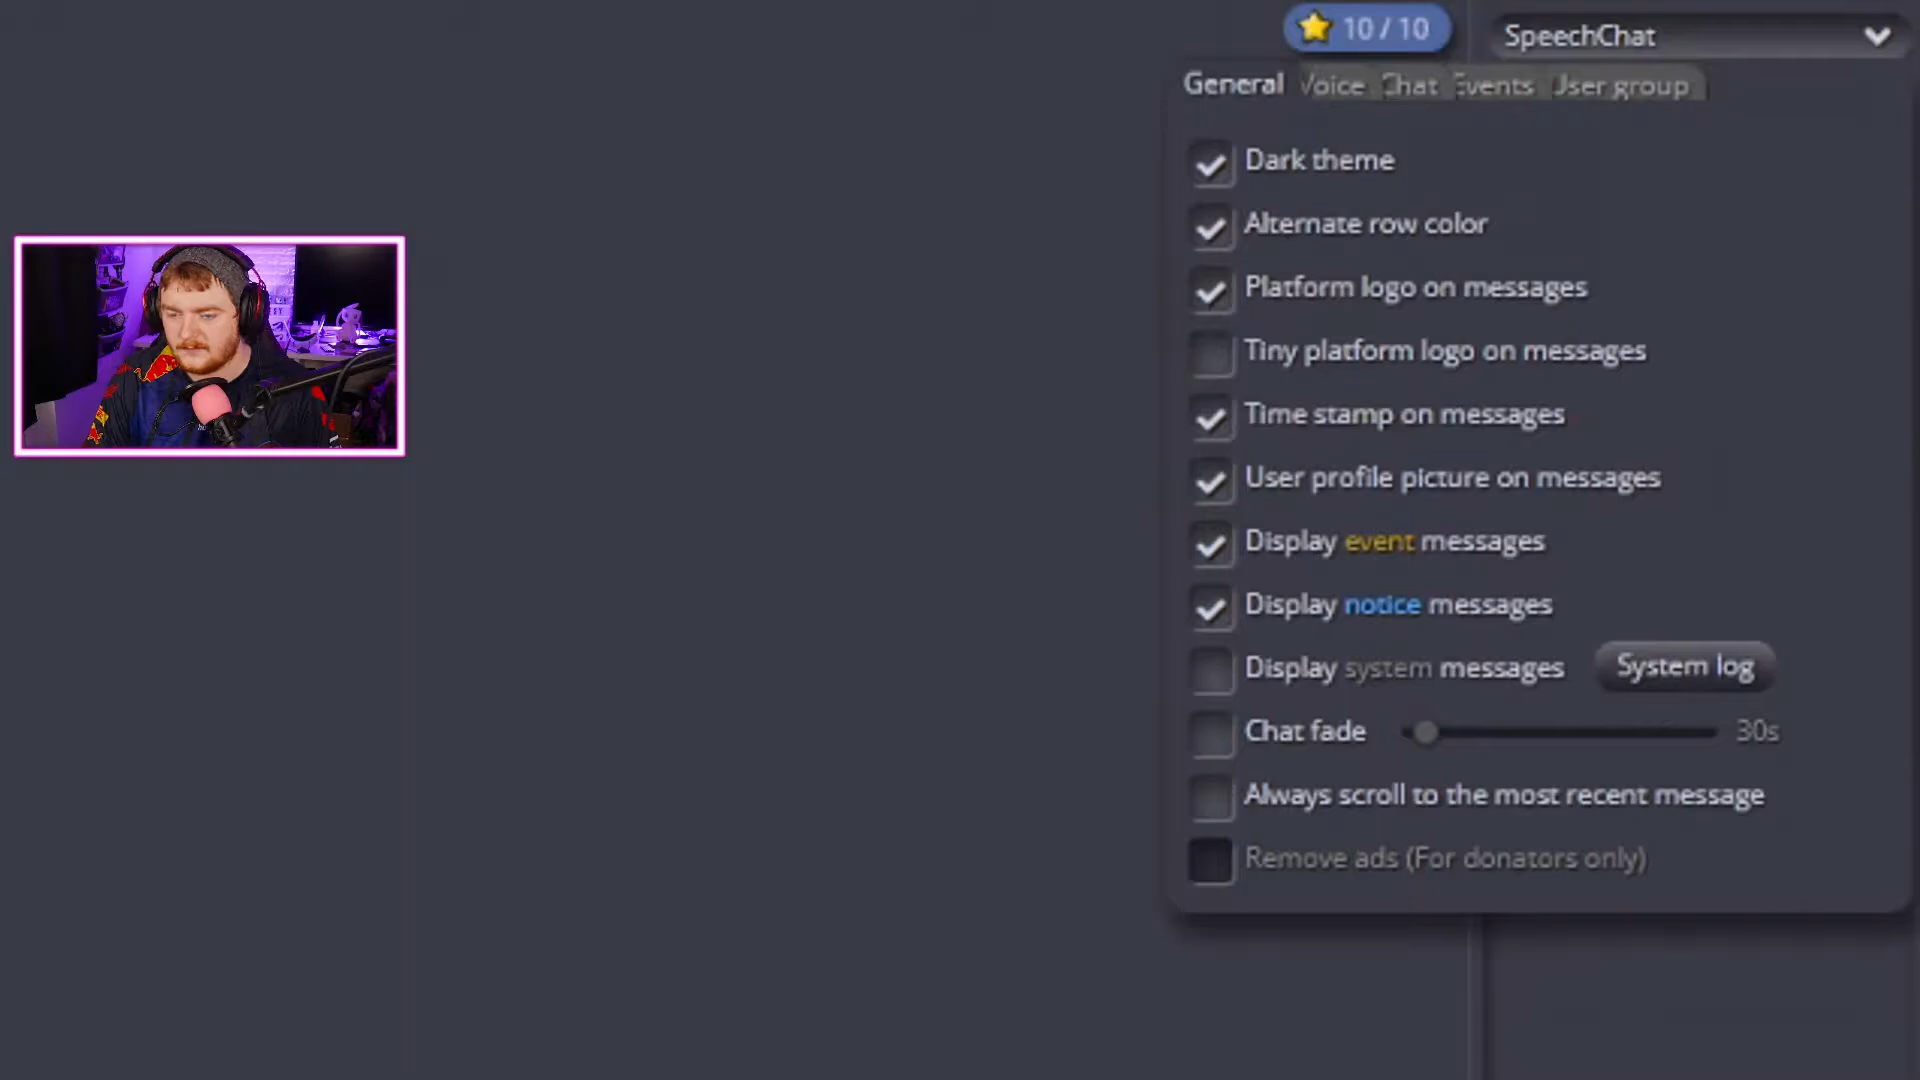 10 / 10
SpeechChat
General Voice Chat Events User group
Dark theme
Alternate row color
Platform logo on messages
Tiny platform logo on messages
Time stamp on messages
User profile picture on messages
Display event messages
Display notice messages
Display system messages System log
Chat fade 30s
Always scroll to the most recent message
Remove ads (For donators only)